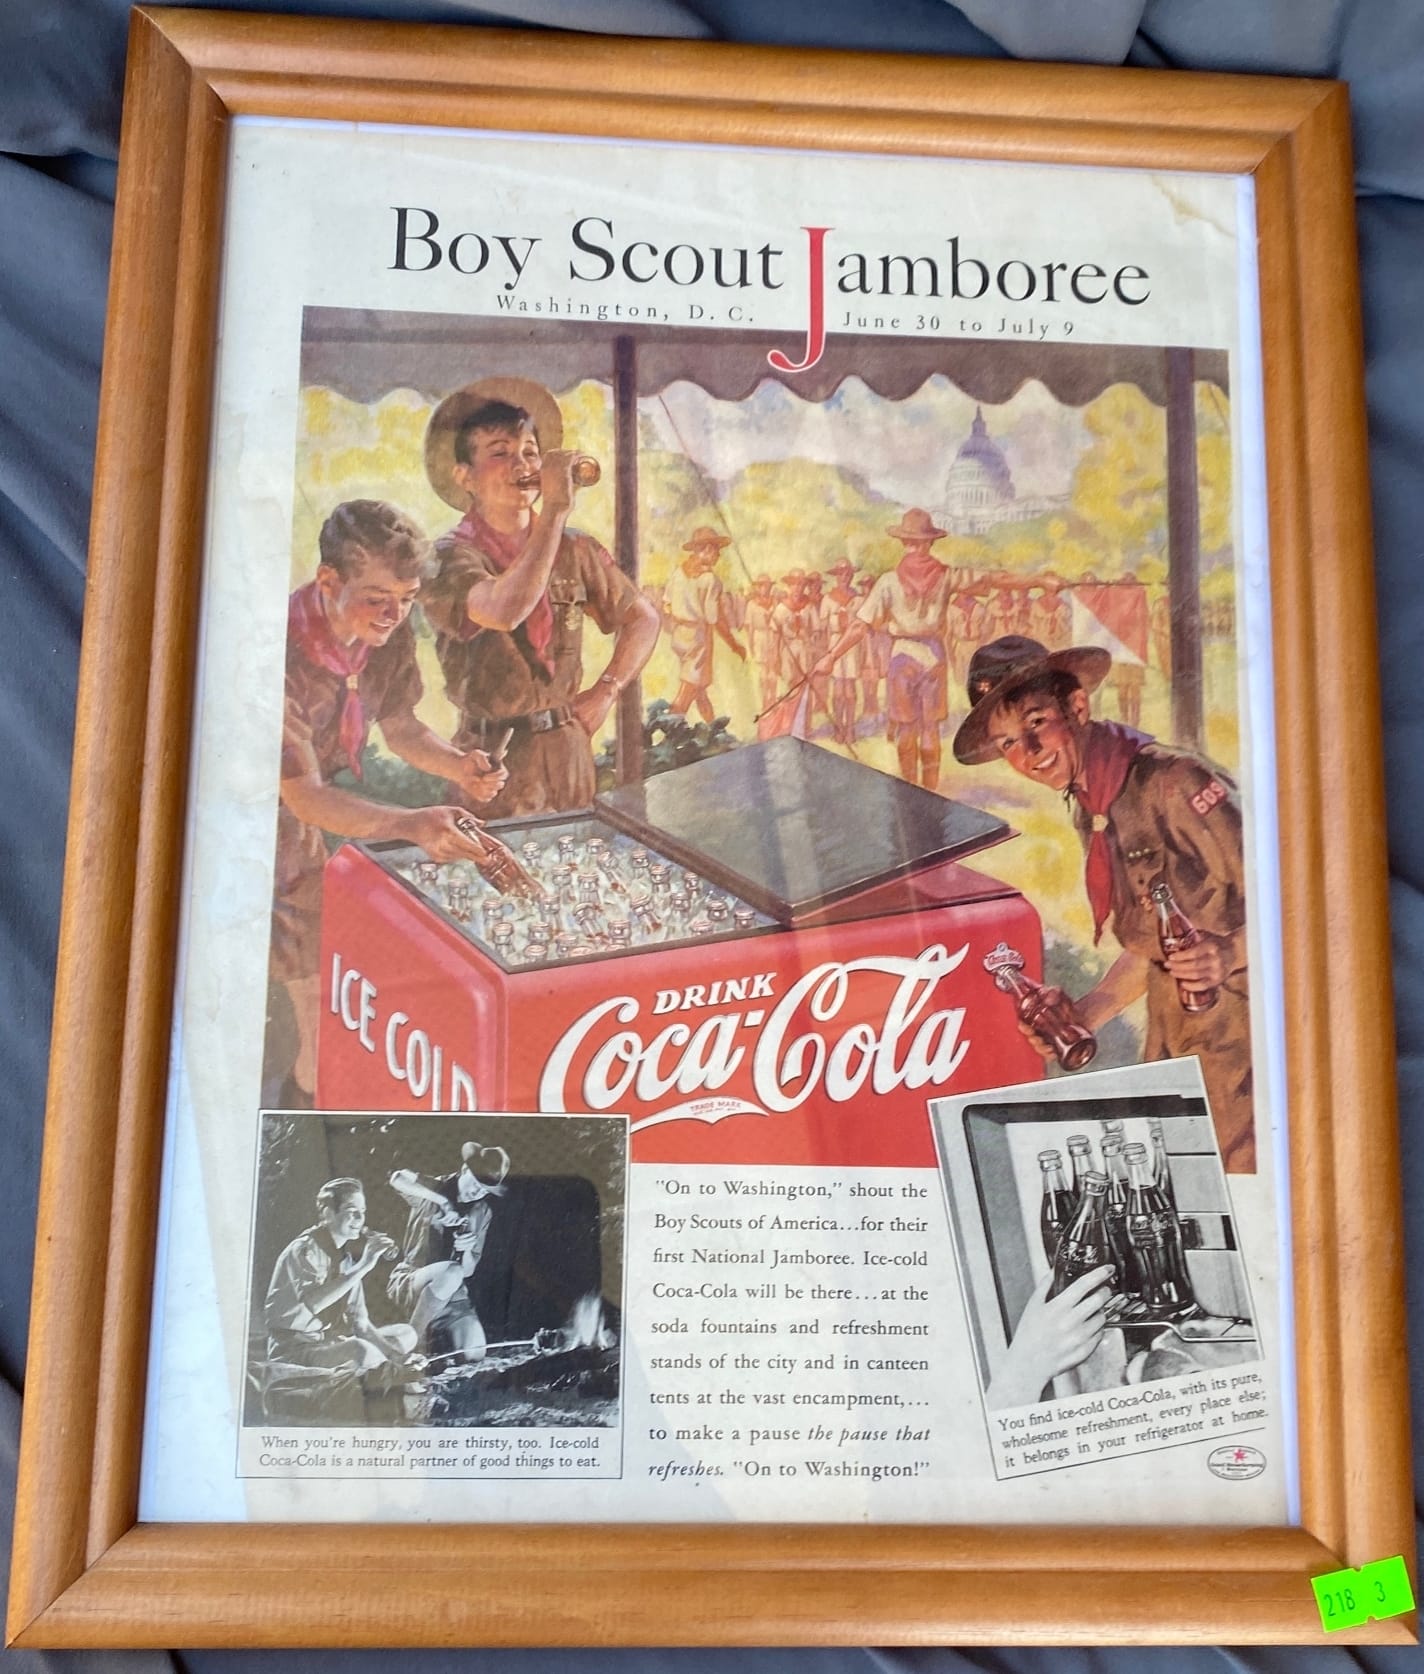 Boy Scout Jamboree
Washington, D. C. June 30 to July 9
509
ICE COLD
DRINK
Coca-Cola
TRADE MARK
Coca-Cola
"On to Washington," shout the
Boy Scouts of America...for their
first National Jamboree. Ice-cold
Coca-Cola will be there...at the
soda fountains and refreshment
stands of the city and in canteen
tents at the vast encampment,...
to make a pause the pause that
refreshes. "On to Washington!"
When you're hungry, you are thirsty, too. Ice-cold
Coca-Cola is a natural partner of good things to eat.
You find ice-cold Coca-Cola, with its pure,
wholesome refreshment, every place else;
it belongs in your refrigerator at home.
Good Housekeeping
218 3